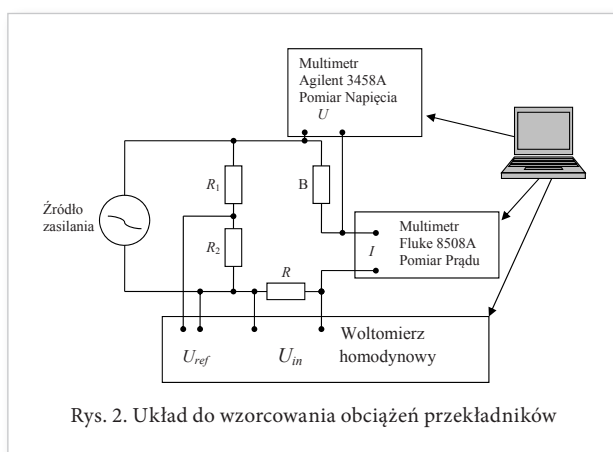 Multimetr
Agilent 3458A
Pomiar Napięcia
U
R1
B
Źródło
zasilania
R2
I
Multimetr
Fluke 8508A
Pomiar Prądu
R
Uref
Uin
Woltomierz
homodynowy
Rys. 2. Układ do wzorcowania obciążeń przekładników